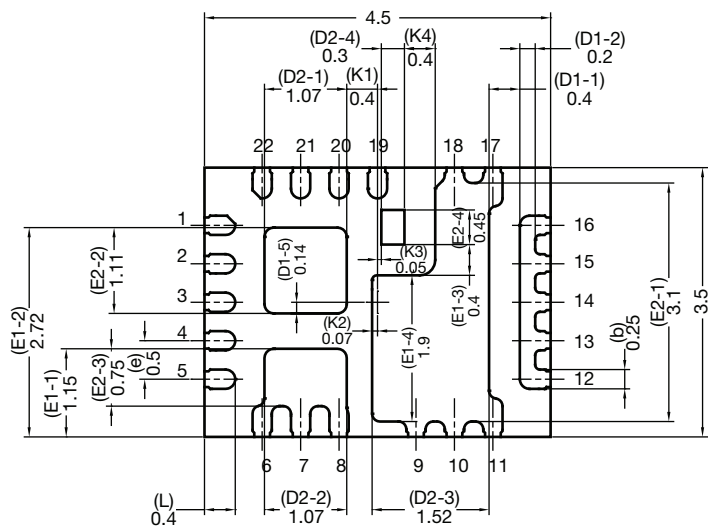 4.5
(D2-4)
0.3
(K4)
0.4
(D1-2)
0.2
(D2-1)
1.07
(K1)
0.4
(D1-1)
0.4
22
21
20
19
18
17
1
2
3
4
5
16
15
14
13
12
6
7
8
9
10
11
(E1-2)
2.72
(E2-2)
1.11
(D1-5)
0.14
(E2-4)
0.45
(K3)
0.05
(E1-3)
0.4
(K2)
0.07
(E1-4)
1.9
(E2-1)
3.1
3.5
(b)
0.25
(E1-1)
1.15
(E2-3)
0.75
(e)
0.5
(L)
0.4
(D2-2)
1.07
(D2-3)
1.52